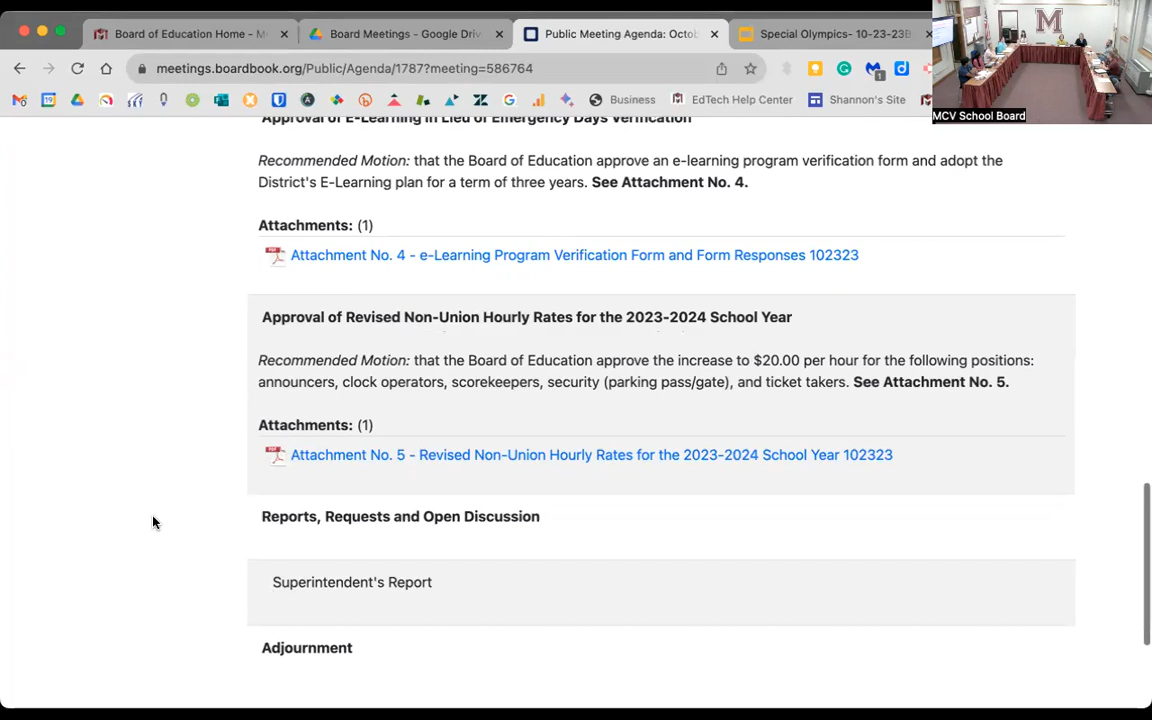 Board of Education Home - M
Board Meetings - Google Driv
Public Meeting Agenda: Octo
Special Olympics- 10-23-23B
meetings.boardbook.org/Public/Agenda/1787?meeting=586764
Business
EdTech Help Center
Shannon's Site
M
MCV School Board
Approval of E-Learning in Lieu of Emergency Days Verification
Recommended Motion: that the Board of Education approve an e-learning program verification form and adopt the
District's E-Learning plan for a term of three years. See Attachment No. 4.
Attachments: (1)
Attachment No. 4 - e-Learning Program Verification Form and Form Responses 102323
Approval of Revised Non-Union Hourly Rates for the 2023-2024 School Year
Recommended Motion: that the Board of Education approve the increase to $20.00 per hour for the following positions:
announcers, clock operators, scorekeepers, security (parking pass/gate), and ticket takers. See Attachment No. 5.
Attachments: (1)
Attachment No. 5 - Revised Non-Union Hourly Rates for the 2023-2024 School Year 102323
Reports, Requests and Open Discussion
Superintendent's Report
Adjournment